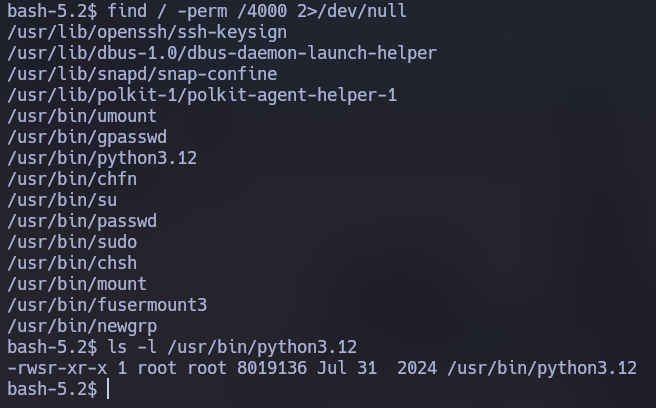 bash-5.2$ find / -perm /4000 2>/dev/null
/usr/lib/openssh/ssh-keysign
/usr/lib/dbus-1.0/dbus-daemon-launch-helper
/usr/lib/snapd/snap-confine
/usr/lib/polkit-1/polkit-agent-helper-1
/usr/bin/umount
/usr/bin/gpasswd
/usr/bin/python3.12
/usr/bin/chfn
/usr/bin/su
/usr/bin/passwd
/usr/bin/sudo
/usr/bin/chsh
/usr/bin/mount
/usr/bin/fusermount3
/usr/bin/newgrp
bash-5.2$ ls -l /usr/bin/python3.12
-rwsr-xr-x 1 root root 8019136 Jul 31  2024 /usr/bin/python3.12
bash-5.2$